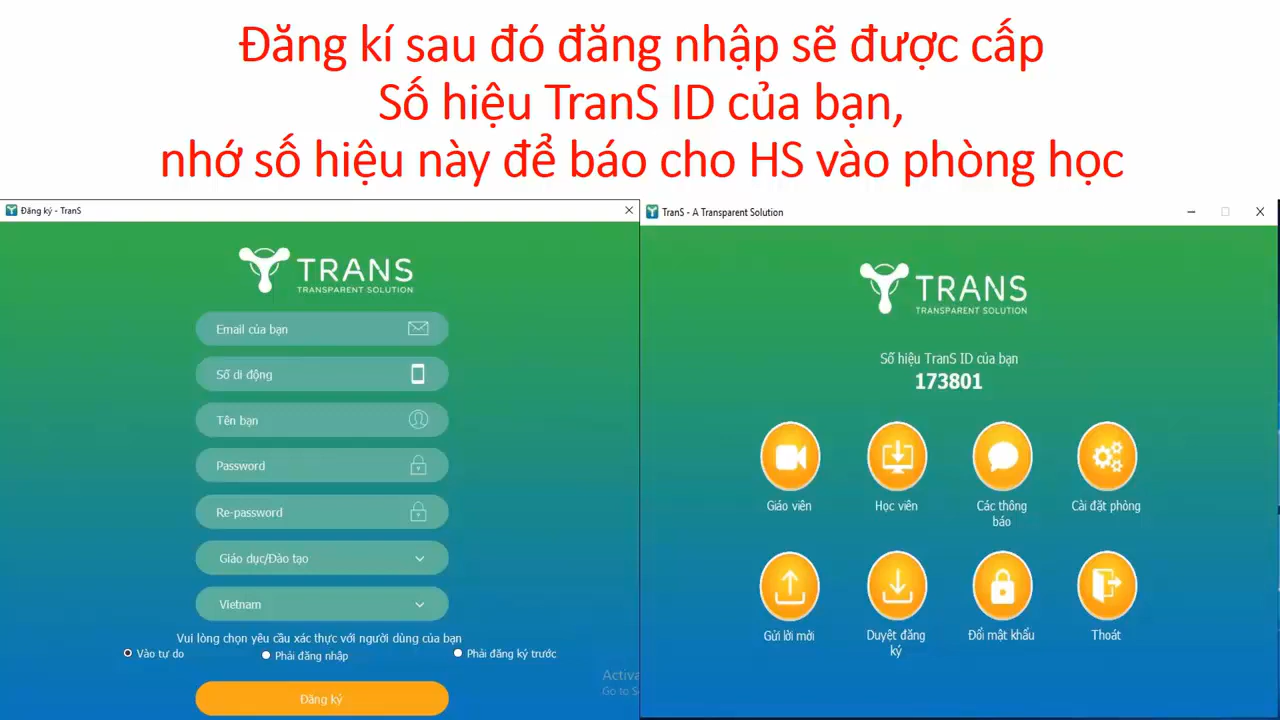 Đăng kí sau đó đăng nhập sẽ được cấp
Số hiệu TranS ID của bạn,
nhớ số hiệu này để báo cho HS vào phòng học
Đăng ký - TranS
TRANS
TRANSPARENT SOLUTION
Email của bạn
Số di động
Tên bạn
Password
Re-password
Giáo dục/Đào tạo
Vietnam
Vui lòng chọn yêu cầu xác thực với người dùng của bạn
Vào tự do
Phải đăng nhập
Phải đăng ký trước
Đăng ký
Activa
Go to S
TranS - A Transparent Solution
TRANS
TRANSPARENT SOLUTION
Số hiệu TranS ID của bạn
173801
Giáo viên
Học viên
Các thông
báo
Cài đặt phòng
Gửi lời mời
Duyệt đăng
ký
Đổi mật khẩu
Thoát